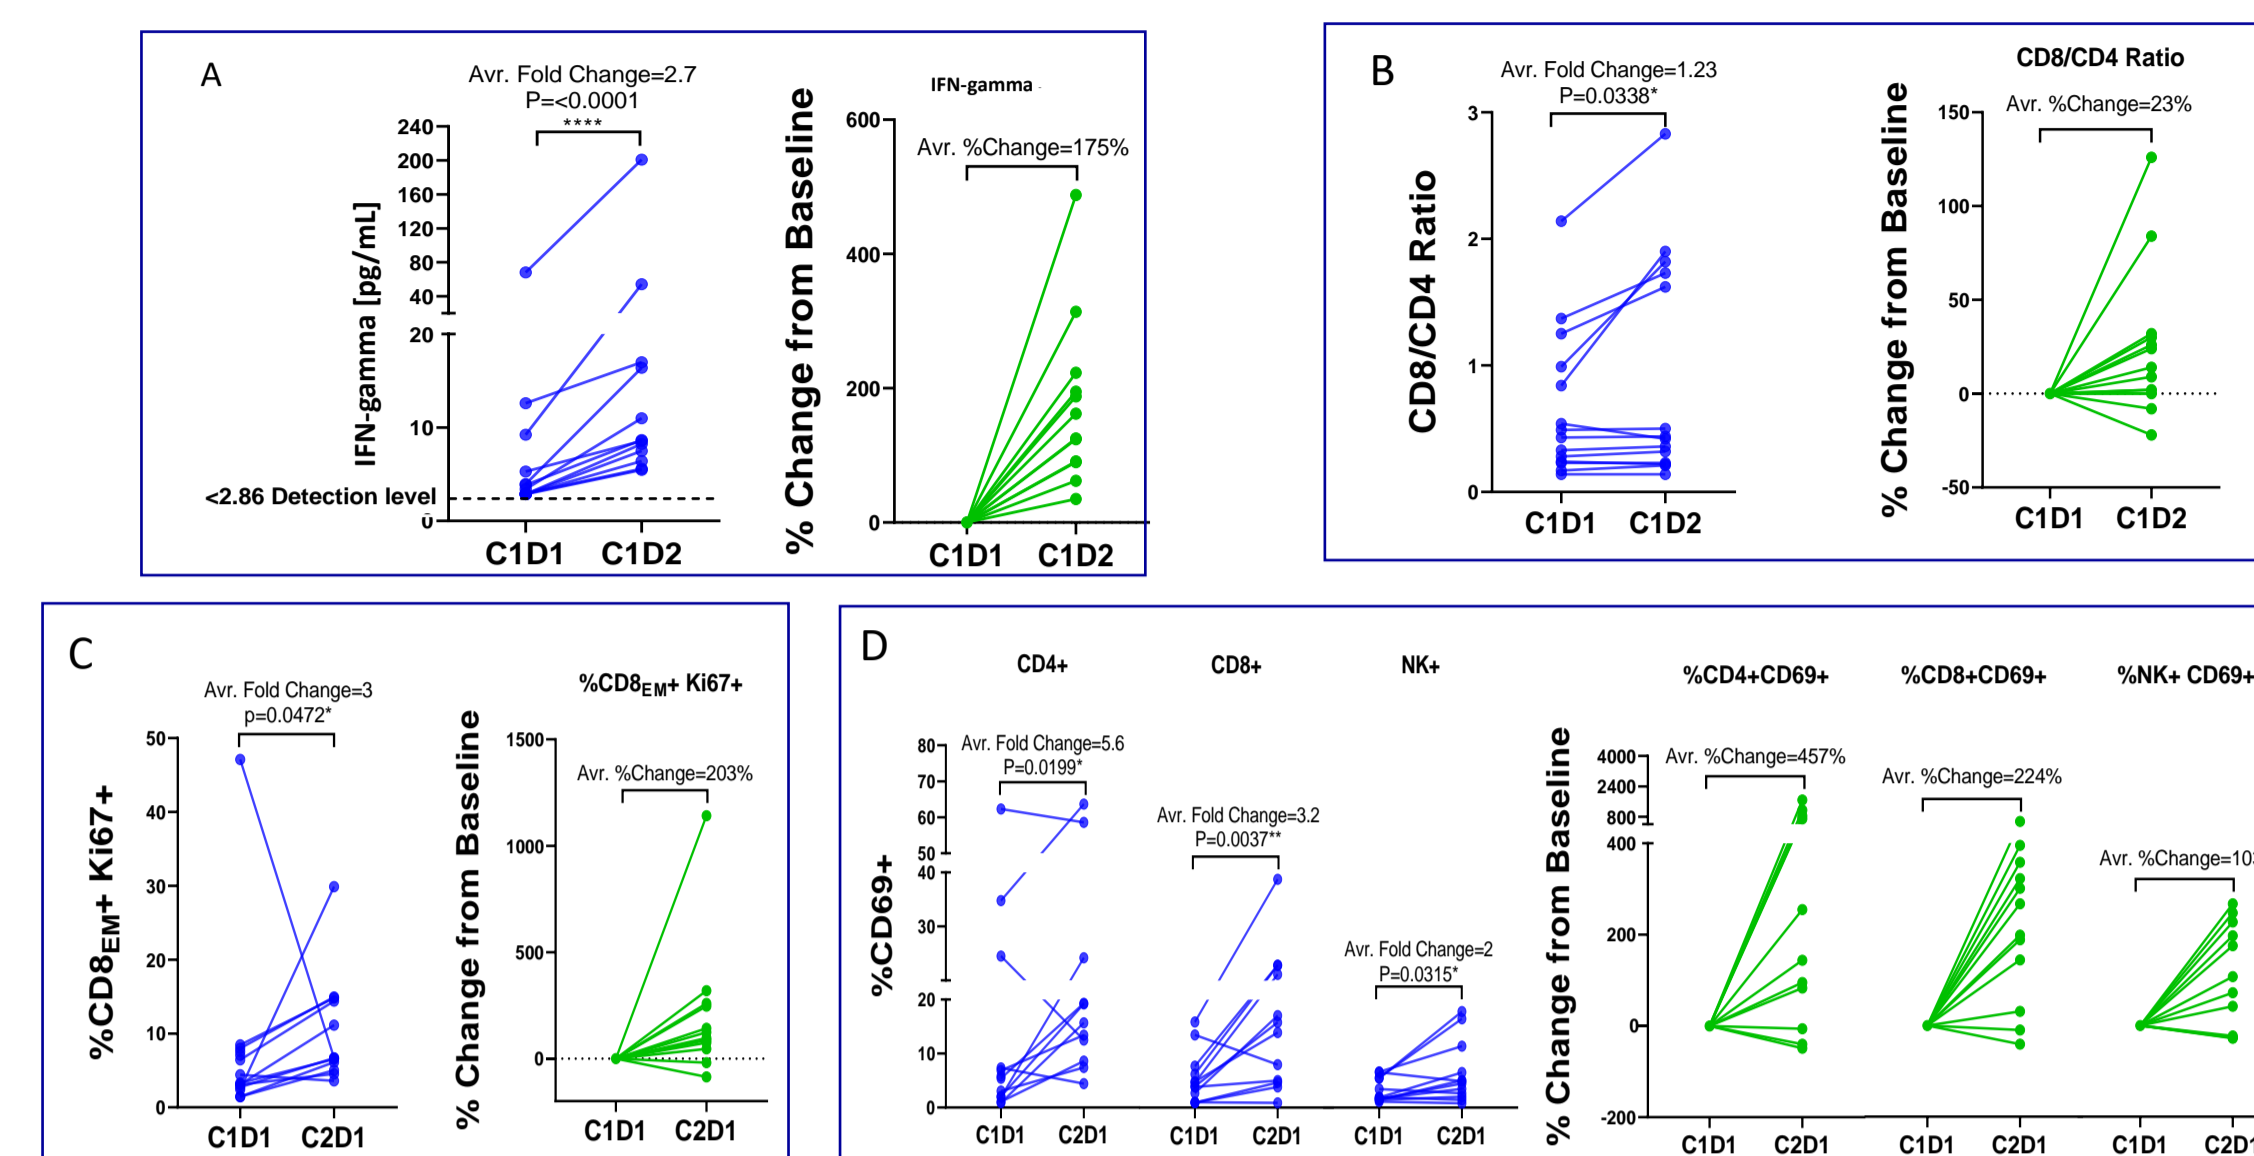 A
Avr. Fold Change=2.7
P=<0.0001
****
IFN-gamma [pg/mL]
240
200
160
120
80
40
20
10
<2.86 Detection level
0
C1D1 C1D2
IFN-gamma
Avr. %Change=175%
% Change from Baseline
600
400
200
0
C1D1 C1D2
B
Avr. Fold Change=1.23
P=0.0338*
CD8/CD4 Ratio
3
2
1
0
C1D1 C1D2
CD8/CD4 Ratio
Avr. %Change=23%
% Change from Baseline
150
100
50
0
-50
C1D1 C1D2
C
Avr. Fold Change=3
p=0.0472*
%CD8EM+ Ki67+
50
40
30
20
10
0
C1D1 C2D1
%CD8EM+ Ki67+
Avr. %Change=203%
% Change from Baseline
1500
1000
500
0
C1D1 C2D1
D
CD4+ CD8+ NK+
%CD69+
80
70
60
50
40
30
20
10
0
Avr. Fold Change=5.6
P=0.0199*
Avr. Fold Change=3.2
P=0.0037**
Avr. Fold Change=2
P=0.0315*
C1D1 C2D1 C1D1 C2D1 C1D1 C2D1
%CD4+CD69+ %CD8+CD69+ %NK+ CD69+
% Change from Baseline
4000
2400
800
400
200
0
-200
Avr. %Change=457%
Avr. %Change=224%
Avr. %Change=10
C1D1 C2D1 C1D1 C2D1 C1D1 C2D1